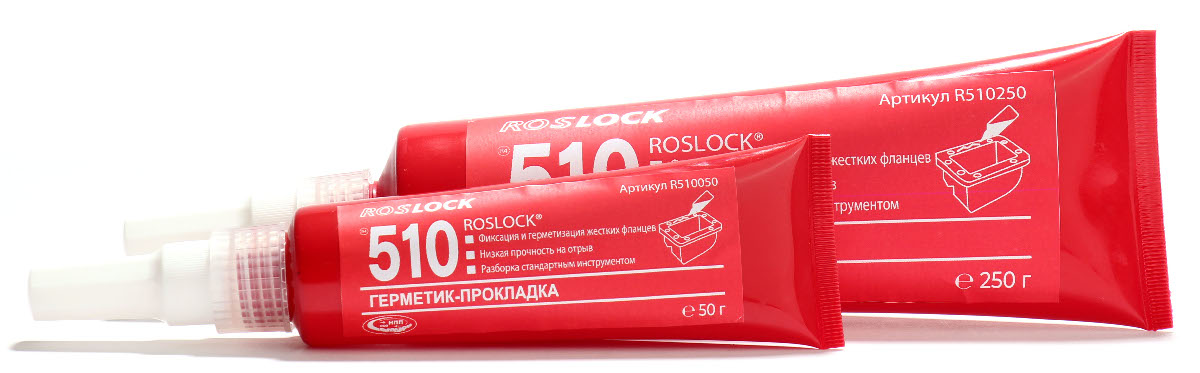 Артикул R510250
ROSLOCK
510
ROSLOCK®
жестких фланцев
в
струментом
℮ 250 г
Артикул R510050
ROSLOCK
510
ROSLOCK®
Фиксация и герметизация жестких фланцев
Низкая прочность на отрыв
Разборка стандартным инструментом
ГЕРМЕТИК-ПРОКЛАДКА
℮ 50 г